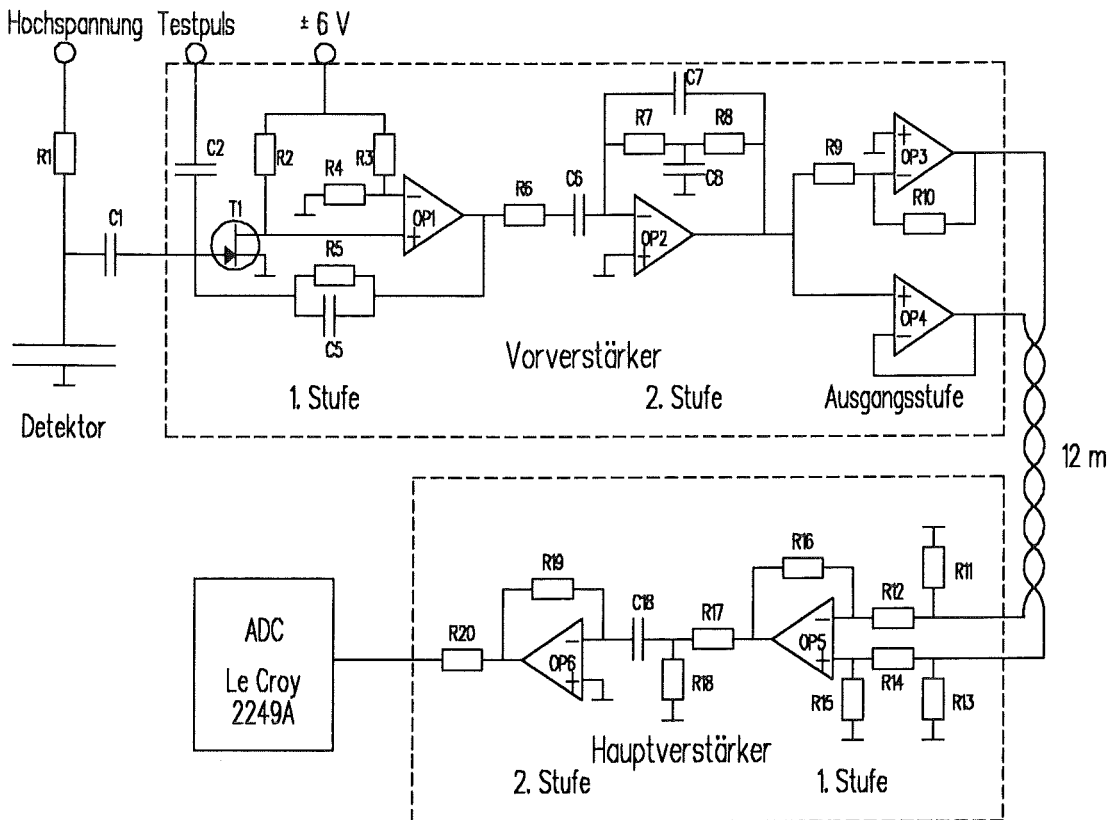 Hochspannung
Testpuls
± 6 V
R1
C2
R2
R3
R4
C1
T1
OP1
R5
C5
R6
C6
C7
R7
R8
C8
OP2
R9
OP3
R10
OP4
Vorverstärker
1. Stufe
2. Stufe
Ausgangsstufe
Detektor
12 m
R11
R12
R16
OP5
R14
R13
R15
R17
R18
C18
R19
OP6
R20
ADC
Le Croy
2249A
Hauptverstärker
2. Stufe
1. Stufe